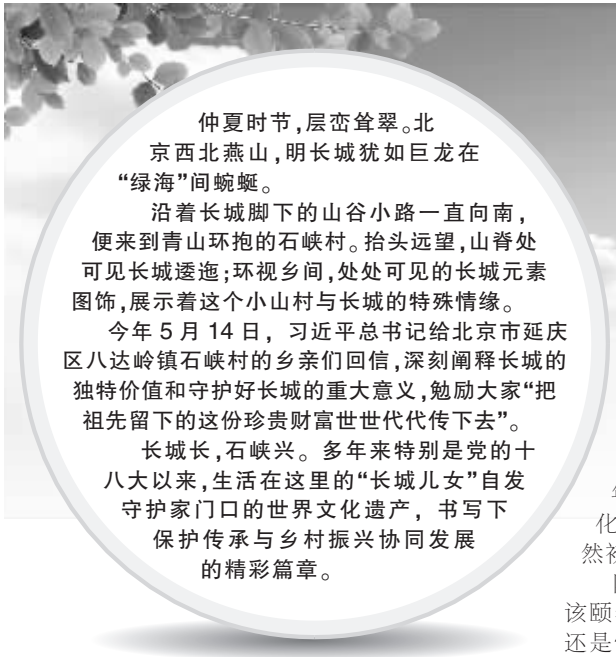 仲夏时节,层峦耸翠。北
京西北燕山,明长城犹如巨龙在
“绿海”间蜿蜒。
沿着长城脚下的山谷小路一直向南,
便来到青山环抱的石峡村。抬头远望,山脊处
可见长城逶迤;环视乡间,处处可见的长城元素
图饰,展示着这个小山村与长城的特殊情缘。
今年 5 月 14 日，习近平总书记给北京市延庆
区八达岭镇石峡村的乡亲们回信,深刻阐释长城的
独特价值和守护好长城的重大意义,勉励大家“把
祖先留下的这份珍贵财富世世代代传下去”。
长城长,石峡兴。多年来特别是党的十
八大以来,生活在这里的“长城儿女”自发
守护家门口的世界文化遗产，书写下
保护传承与乡村振兴协同发展
的精彩篇章。
化
然
该颐
还是